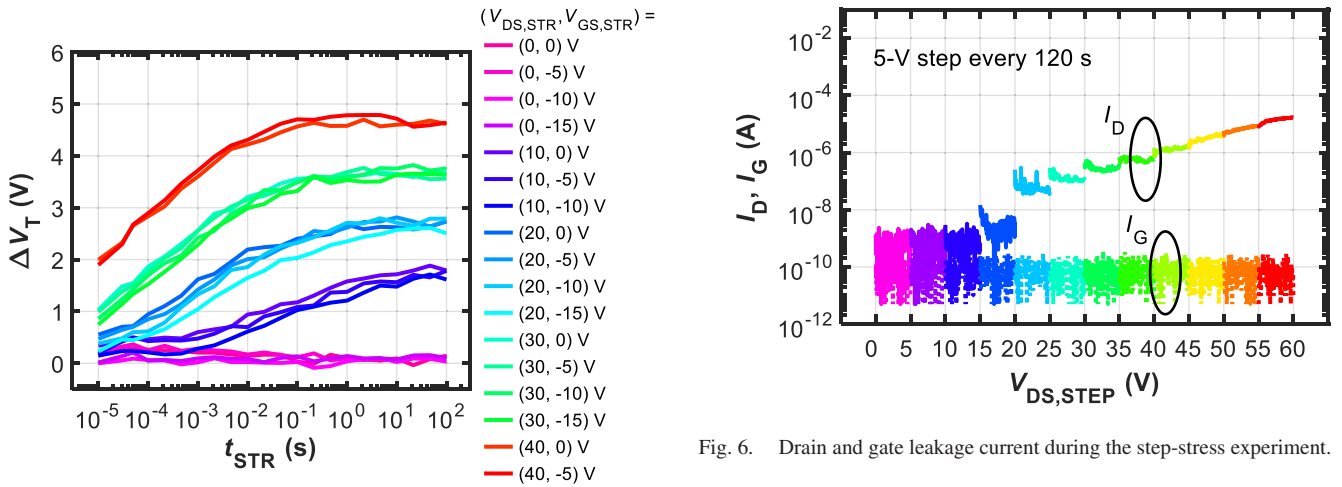 (V_DS,STR, V_GS,STR) =
(0, 0) V
(0, -5) V
(0, -10) V
(0, -15) V
(10, 0) V
(10, -5) V
(10, -10) V
(20, 0) V
(20, -5) V
(20, -10) V
(20, -15) V
(30, 0) V
(30, -5) V
(30, -10) V
(30, -15) V
(40, 0) V
(40, -5) V
6
5
4
3
2
1
0
ΔV_T (V)
10^-5 10^-4 10^-3 10^-2 10^-1 10^0 10^1 10^2
t_STR (s)
10^-2
10^-4
10^-6
10^-8
10^-10
10^-12
I_D, I_G (A)
5-V step every 120 s
I_D
I_G
0 5 10 15 20 25 30 35 40 45 50 55 60
V_DS,STEP (V)
Fig. 6. Drain and gate leakage current during the step-stress experiment.